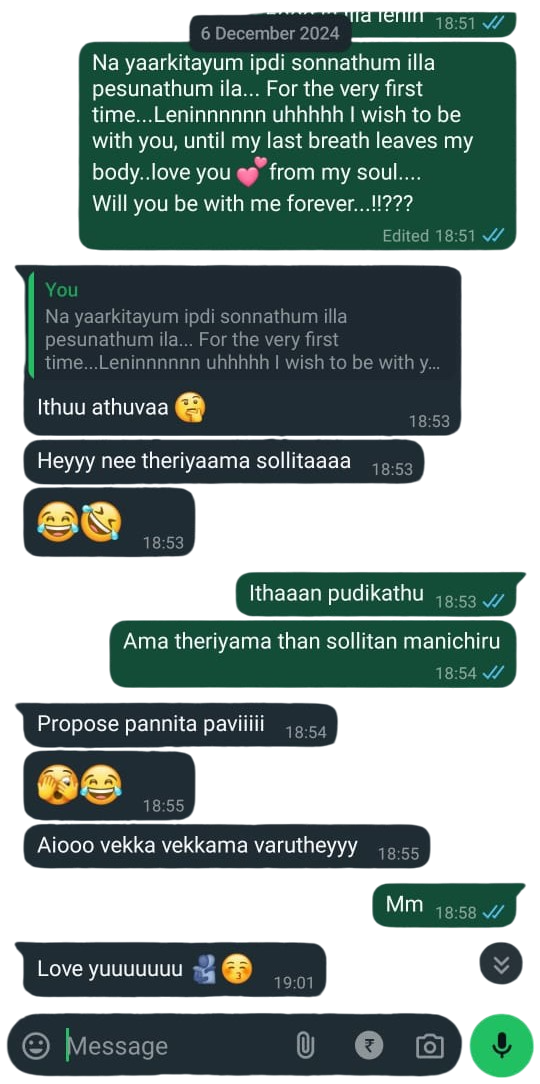 illa lenin 18:51
6 December 2024
Na yaarkitayum ipdi sonnathum illa
pesunathum ila... For the very first
time...Leninnnnnn uhhhhh I wish to be
with you, until my last breath leaves my
body..love you 💕 from my soul....
Will you be with me forever...!!???
Edited 18:51
You
Na yaarkitayum ipdi sonnathum illa
pesunathum ila... For the very first
time...Leninnnnnn uhhhhh I wish to be with y...
Ithuu athuvaa 🤔 18:53
Heyyy nee theriyaama sollitaaaa 18:53
😂🤣 18:53
Ithaaan pudikathu 18:53
Ama theriyama than sollitan manichiru
18:54
Propose pannita paviiiii 18:54
🫣😂 18:55
Aiooo vekka vekkama varutheyyy 18:55
Mm 18:58
Love yuuuuuuu 🫂😚 19:01
Message
₹